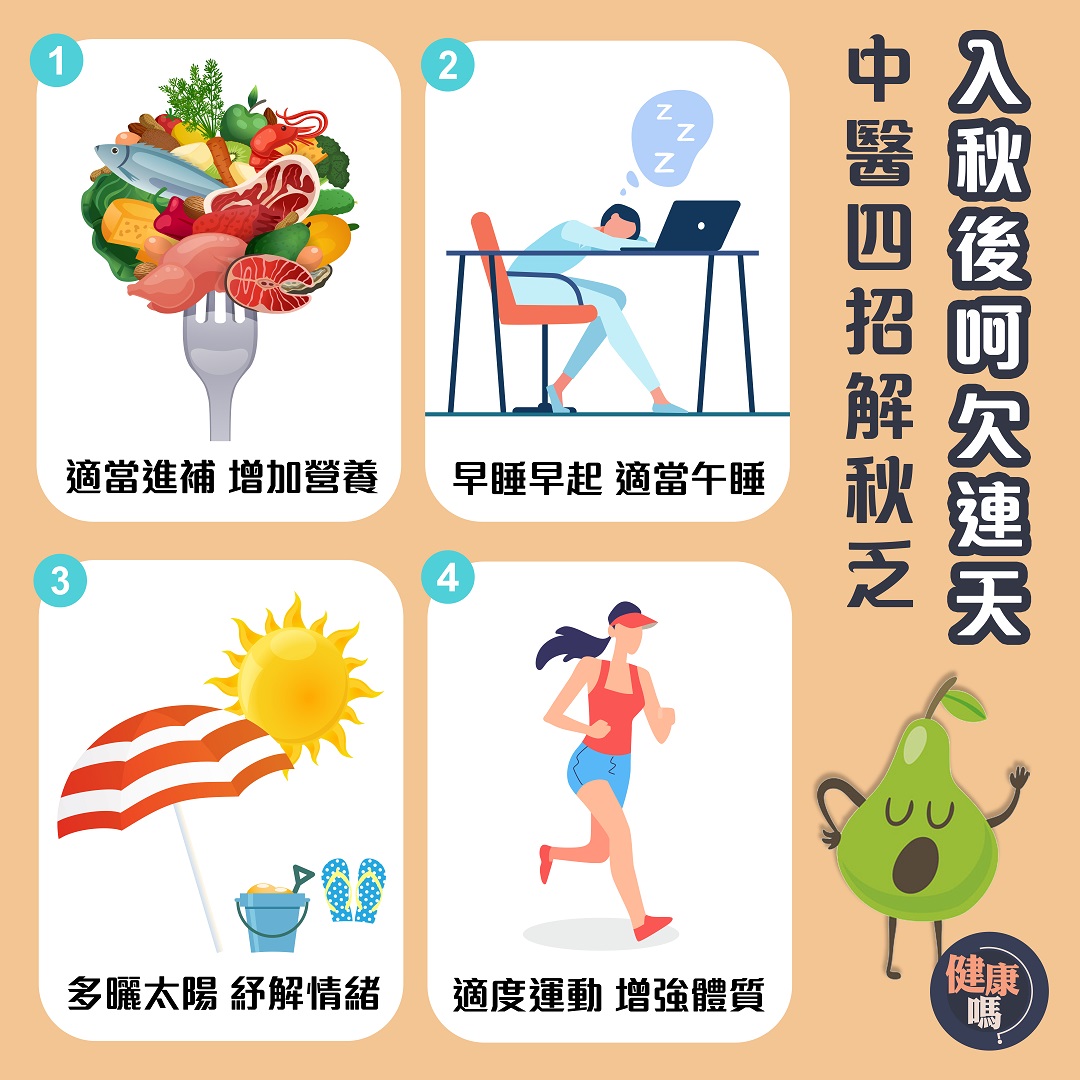 入秋後呵欠連天
中醫四招解秋乏
1
適當進補 增加營養
2
Z
Z
Z
早睡早起 適當午睡
3
多曬太陽 紓解情緒
4
適度運動 增強體質
健康
嗎?